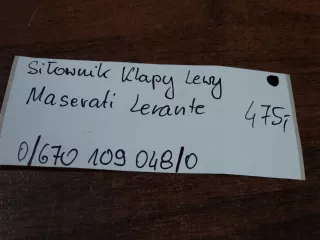 Siłownik Klapy Lewy
Maserati Levante 475,-
0/670 109 048/0